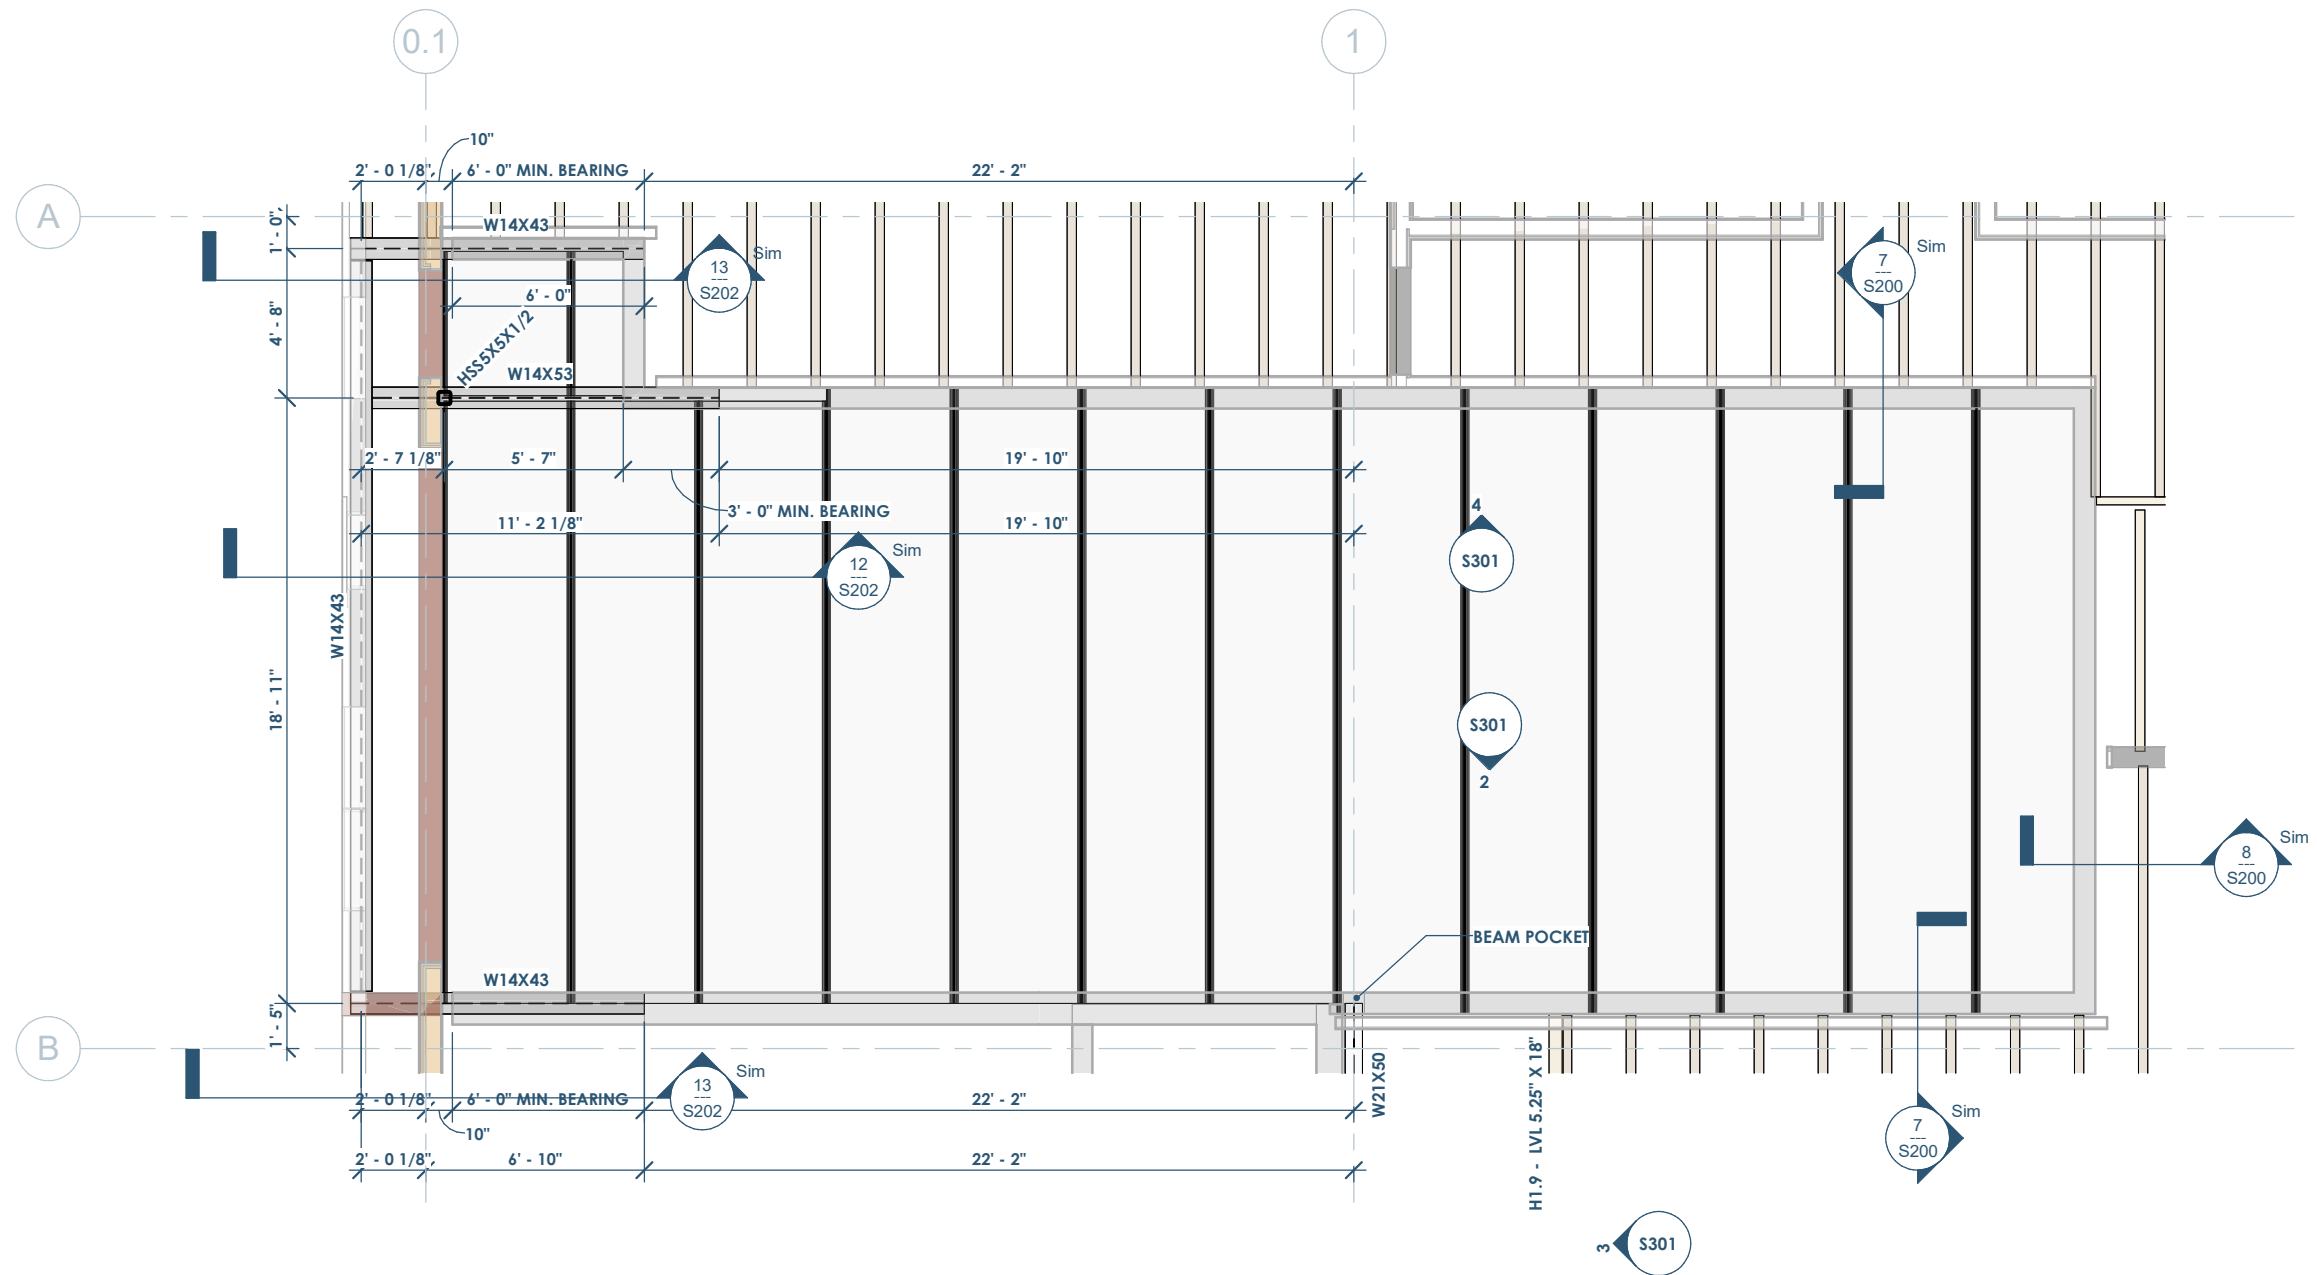 0.1
1
10"
2' - 0 1/8"
6' - 0" MIN. BEARING
22' - 2"
A
1' - 0"
W14X43
13
---
S202
Sim
7
---
S200
Sim
6' - 0"
4' - 8"
HSS5X5X1/2
W14X53
2' - 7 1/8"
5' - 7"
19' - 10"
3' - 0" MIN. BEARING
11' - 2 1/8"
19' - 10"
4
S301
12
---
S202
Sim
W14X43
18' - 11"
S301
2
8
---
S200
Sim
BEAM POCKET
W14X43
1' - 5"
B
13
---
S202
Sim
2' - 0 1/8"
6' - 0" MIN. BEARING
22' - 2"
W21X50
H1.9 - LVL 5.25" X 18"
7
---
S200
Sim
10"
2' - 0 1/8"
6' - 10"
22' - 2"
3
S301